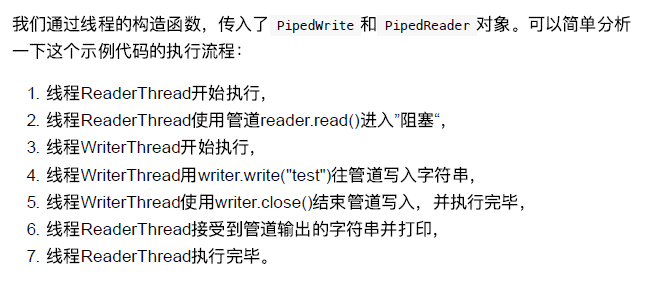 我们通过线程的构造函数，传入了 PipedWrite 和 PipedReader 对象。可以简单分析
一下这个示例代码的执行流程：
1. 线程ReaderThread开始执行，
2. 线程ReaderThread使用管道reader.read()进入”阻塞“，
3. 线程WriterThread开始执行，
4. 线程WriterThread用writer.write("test")往管道写入字符串，
5. 线程WriterThread使用writer.close()结束管道写入，并执行完毕，
6. 线程ReaderThread接受到管道输出的字符串并打印，
7. 线程ReaderThread执行完毕。